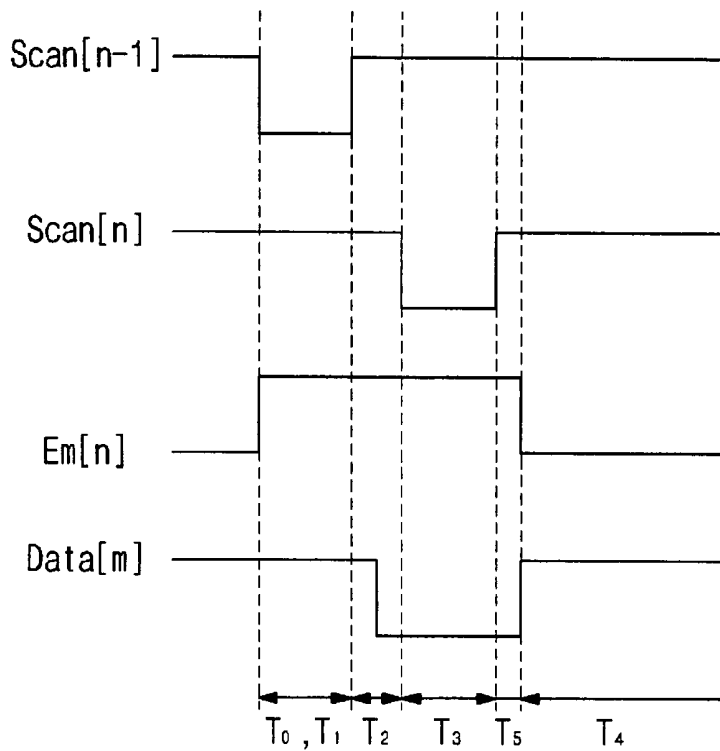 Scan[n-1]
Scan[n]
Em[n]
Data[m]
T₀ ,T₁ T₂ T₃ T₅ T₄